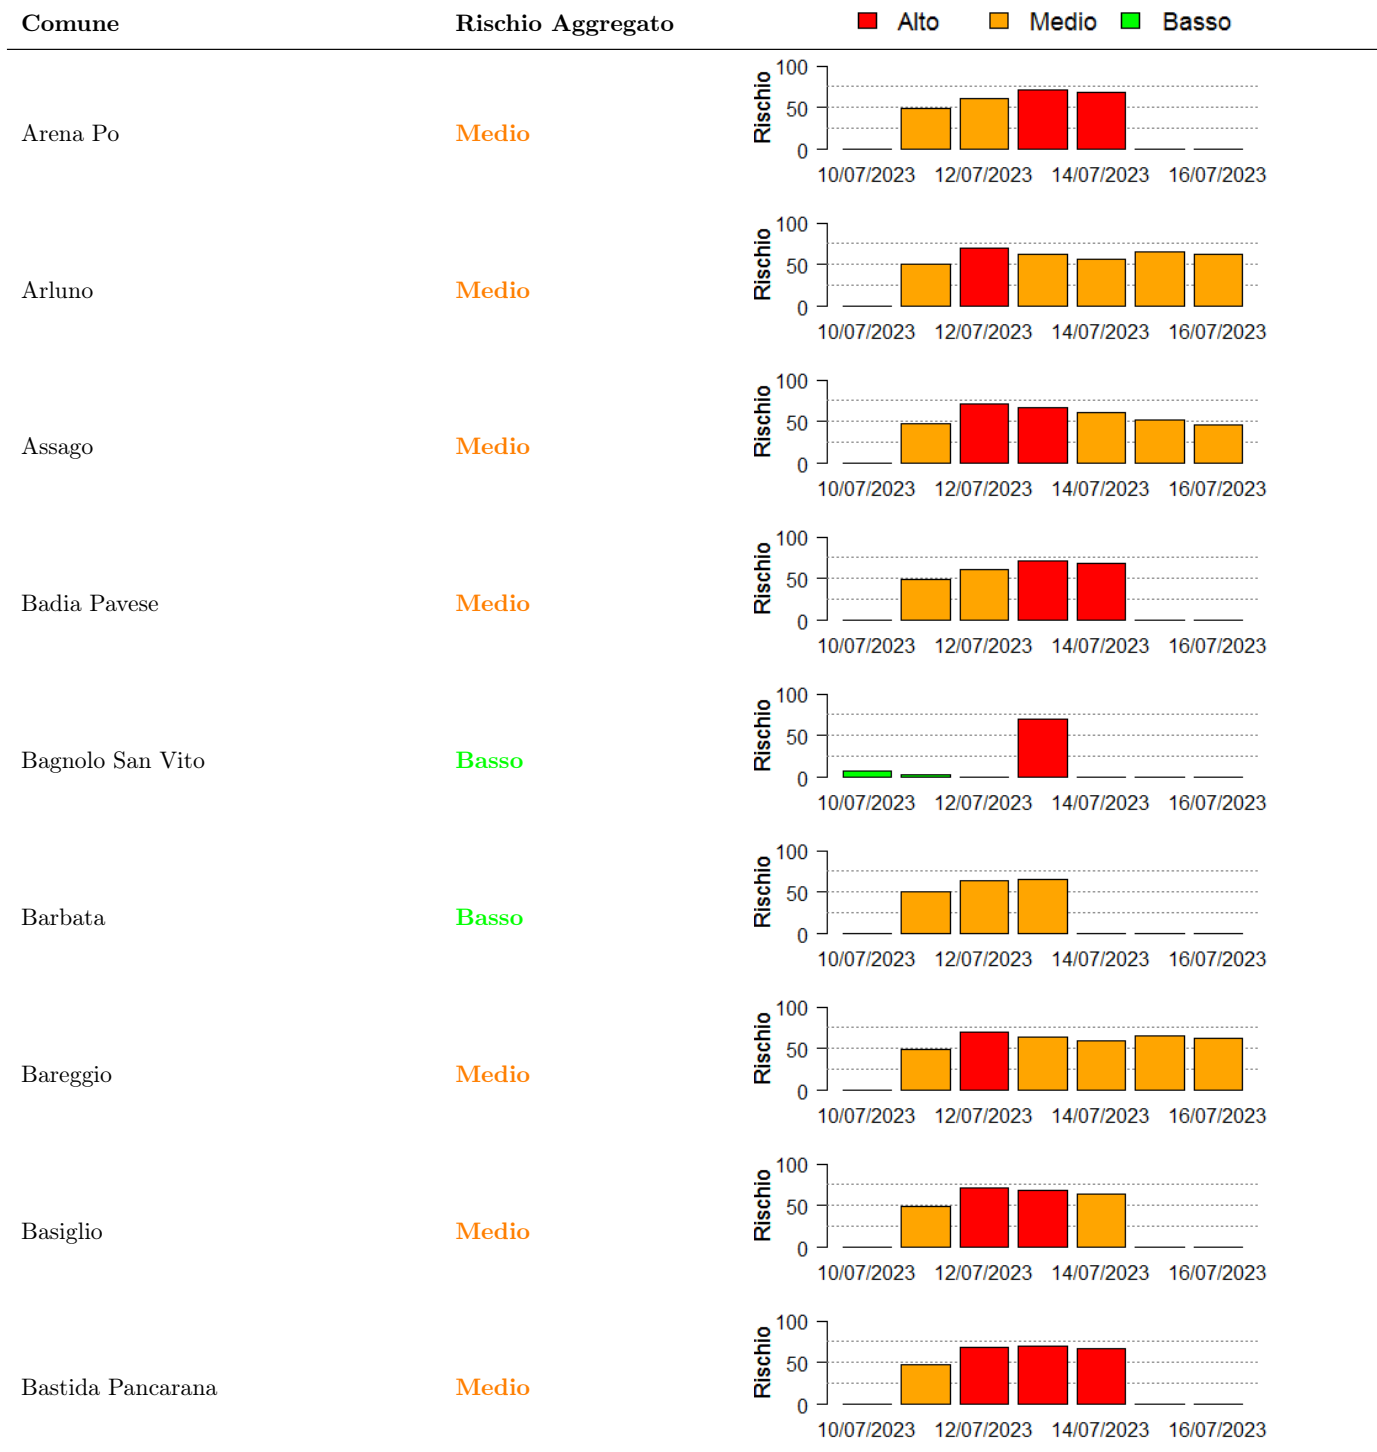 Comune Rischio Aggregato Alto Medio Basso
100
50
0
Rischio
Arena Po Medio
10/07/2023 12/07/2023 14/07/2023 16/07/2023
100
50
0
Rischio
Arluno Medio
10/07/2023 12/07/2023 14/07/2023 16/07/2023
100
50
0
Rischio
Assago Medio
10/07/2023 12/07/2023 14/07/2023 16/07/2023
100
50
0
Rischio
Badia Pavese Medio
10/07/2023 12/07/2023 14/07/2023 16/07/2023
100
50
0
Rischio
Bagnolo San Vito Basso
10/07/2023 12/07/2023 14/07/2023 16/07/2023
100
50
0
Rischio
Barbata Basso
10/07/2023 12/07/2023 14/07/2023 16/07/2023
100
50
0
Rischio
Bareggio Medio
10/07/2023 12/07/2023 14/07/2023 16/07/2023
100
50
0
Rischio
Basiglio Medio
10/07/2023 12/07/2023 14/07/2023 16/07/2023
100
50
0
Rischio
Bastida Pancarana Medio
10/07/2023 12/07/2023 14/07/2023 16/07/2023